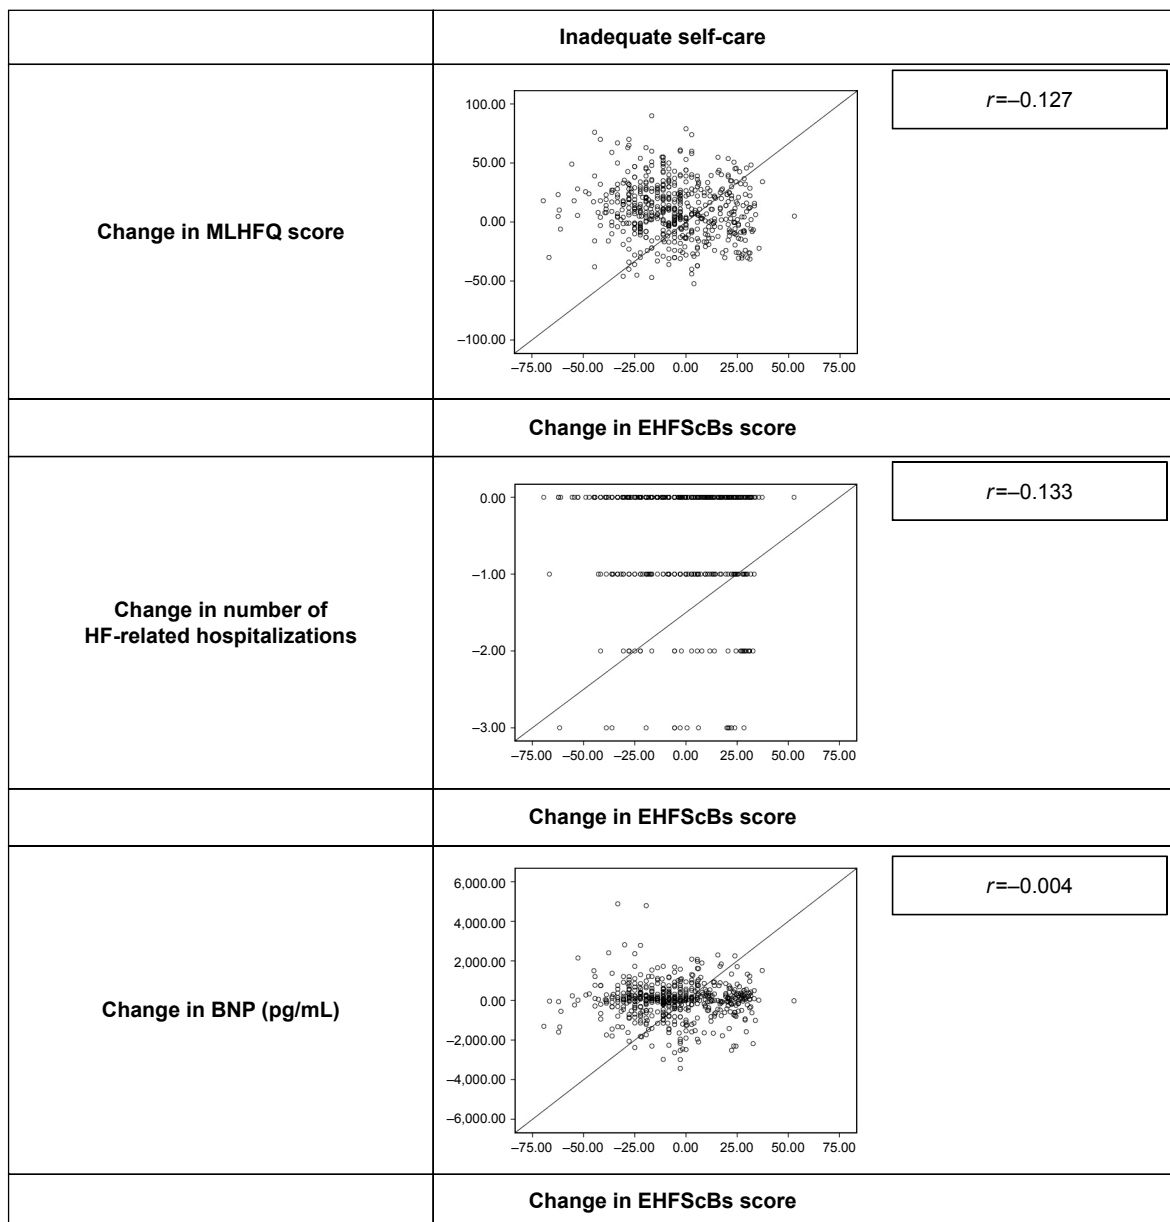 Inadequate self-care
r=–0.127
Change in MLHFQ score
100.00
50.00
0.00
–50.00
–100.00
–75.00 –50.00 –25.00 0.00 25.00 50.00 75.00
Change in EHFScBs score
r=–0.133
Change in number of
HF-related hospitalizations
0.00
–1.00
–2.00
–3.00
–75.00 –50.00 –25.00 0.00 25.00 50.00 75.00
Change in EHFScBs score
r=–0.004
Change in BNP (pg/mL)
6,000.00
4,000.00
2,000.00
0.00
–2,000.00
–4,000.00
–6,000.00
–75.00 –50.00 –25.00 0.00 25.00 50.00 75.00
Change in EHFScBs score